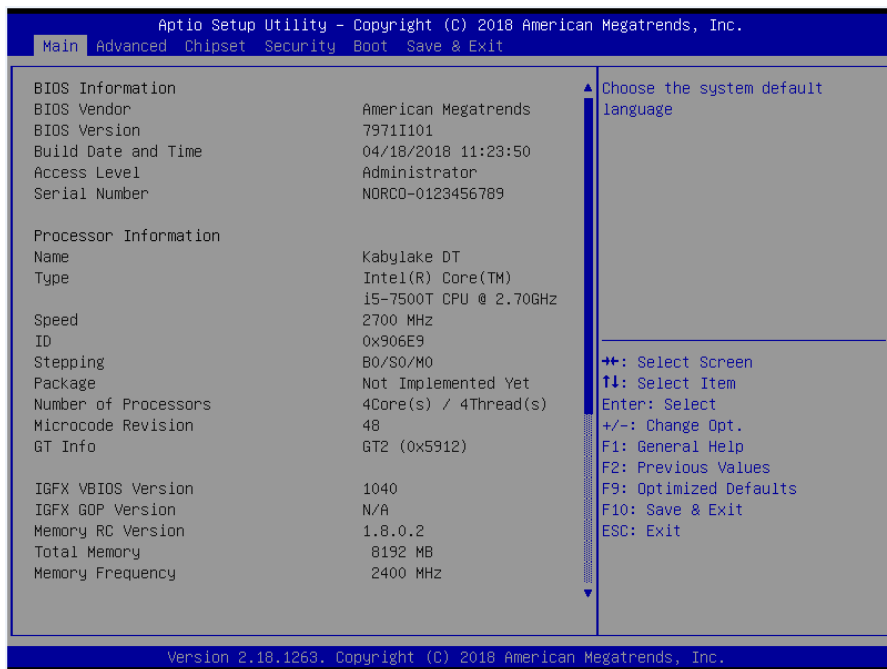 Aptio Setup Utility – Copyright (C) 2018 American Megatrends, Inc.
Main Advanced Chipset Security Boot Save & Exit
BIOS Information
BIOS Vendor American Megatrends
BIOS Version 7971I101
Build Date and Time 04/18/2018 11:23:50
Access Level Administrator
Serial Number NORCO-0123456789
Processor Information
Name Kabylake DT
Type Intel(R) Core(TM)
i5-7500T CPU @ 2.70GHz
Speed 2700 MHz
ID 0x906E9
Stepping B0/S0/M0
Package Not Implemented Yet
Number of Processors 4Core(s) / 4Thread(s)
Microcode Revision 48
GT Info GT2 (0x5912)
IGFX VBIOS Version 1040
IGFX GOP Version N/A
Memory RC Version 1.8.0.2
Total Memory 8192 MB
Memory Frequency 2400 MHz
Choose the system default
language
→←: Select Screen
↑↓: Select Item
Enter: Select
+/-: Change Opt.
F1: General Help
F2: Previous Values
F9: Optimized Defaults
F10: Save & Exit
ESC: Exit
Version 2.18.1263. Copyright (C) 2018 American Megatrends, Inc.